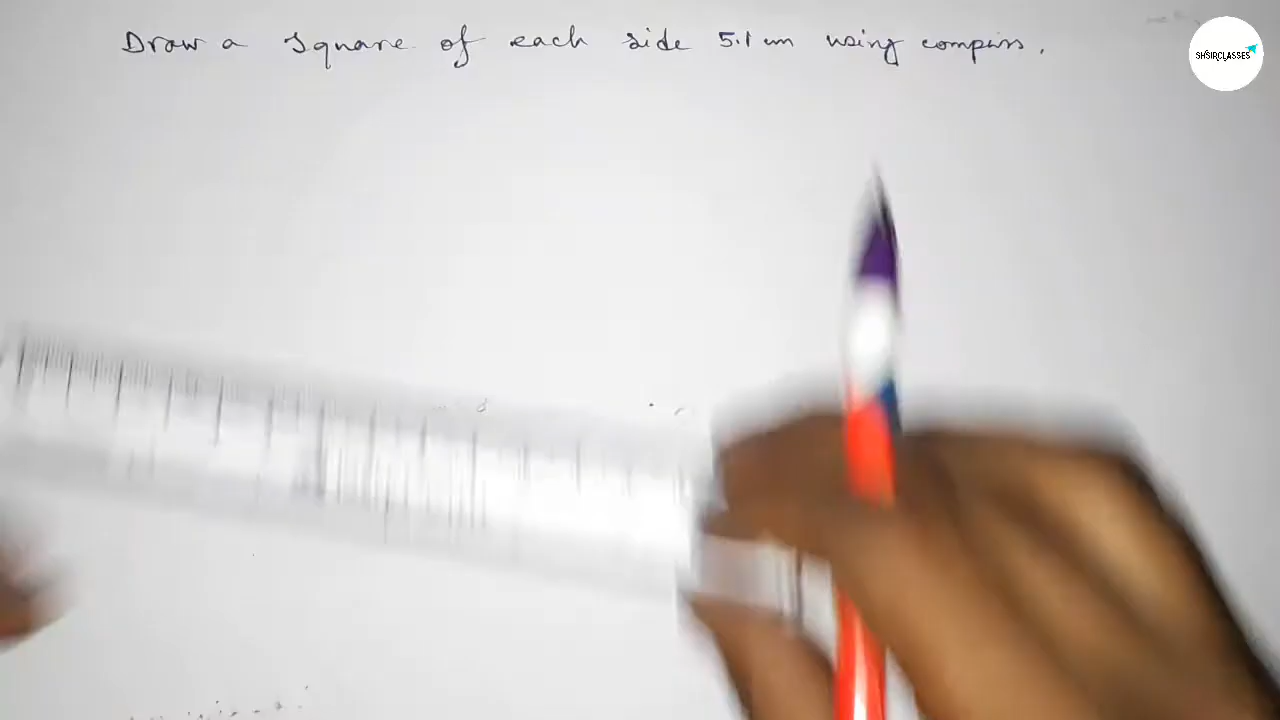 Draw a square of each side 5.1 cm using compass.
SHSIRCLASSES